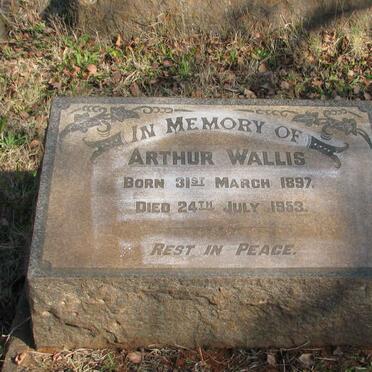 IN MEMORY OF
ARTHUR WALLIS
BORN 31ST MARCH 1897.
DIED 24TH JULY 1953.
REST IN PEACE.